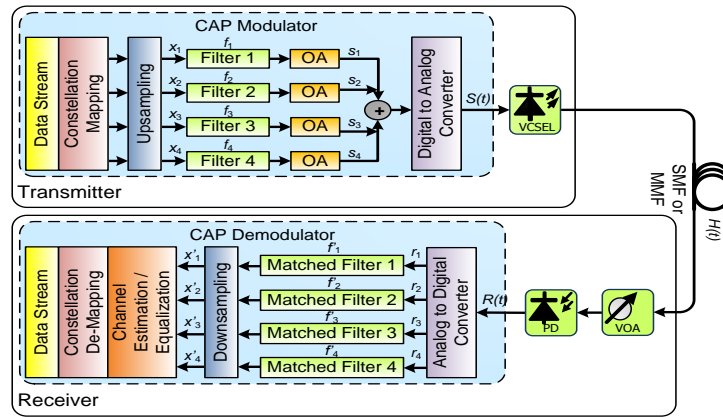 CAP Modulator
Data Stream
Constellation
Mapping
Upsampling
x1
x2
x3
x4
f1
Filter 1
f2
Filter 2
f3
Filter 3
f4
Filter 4
OA
OA
OA
OA
s1
s2
s3
s4
+
Digital to Analog
Converter
S(t)
VCSEL
Transmitter
SMF or
MMF
H(t)
CAP Demodulator
Data Stream
Constellation
De-Mapping
Channel
Estimation /
Equalization
x'1
x'2
x'3
x'4
Downsampling
f'1
Matched Filter 1
f'2
Matched Filter 2
f'3
Matched Filter 3
f'4
Matched Filter 4
r1
r2
r3
r4
Analog to Digital
Converter
R(t)
PD
VOA
Receiver